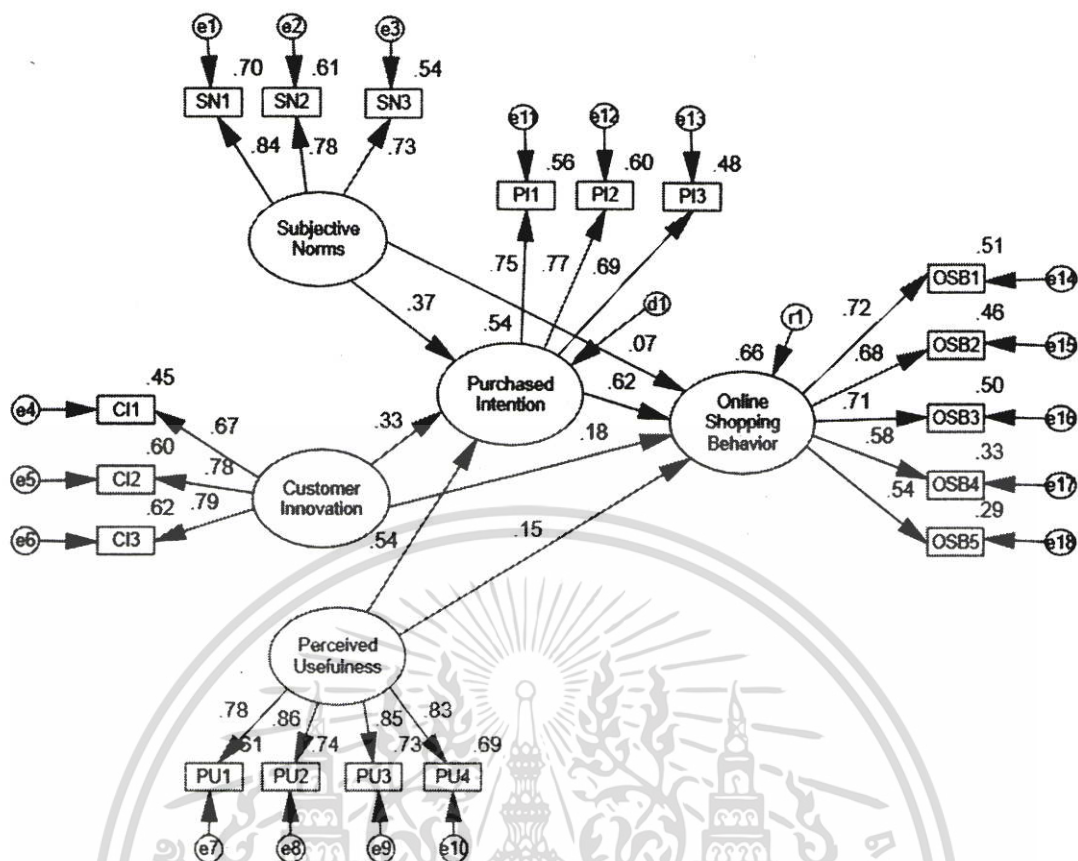 e1 e2 e3
.70 .61 .54
SN1 SN2 SN3
.84 .78 .73
e11 e12 e13
.56 .60 .48
PI1 PI2 PI3
Subjective
Norms
.75 .77 .69
.37 .54 d1
.07
Purchased
Intention
.62
r1
.66
Online
Shopping
Behavior
.51
OSB1 e14
.72
.46
OSB2 e15
.68
.50
OSB3 e16
.71
.33
OSB4 e17
.58
.29
OSB5 e18
.54
.45
e4 CI1
.67
.60
e5 CI2
.78
.62
e6 CI3
.79
Customer
Innovation
.33
.18
.54
.15
Perceived
Usefulness
.78 .86 .85 .83
.74 .73 .69
PU1 PU2 PU3 PU4
e7 e8 e9 e10